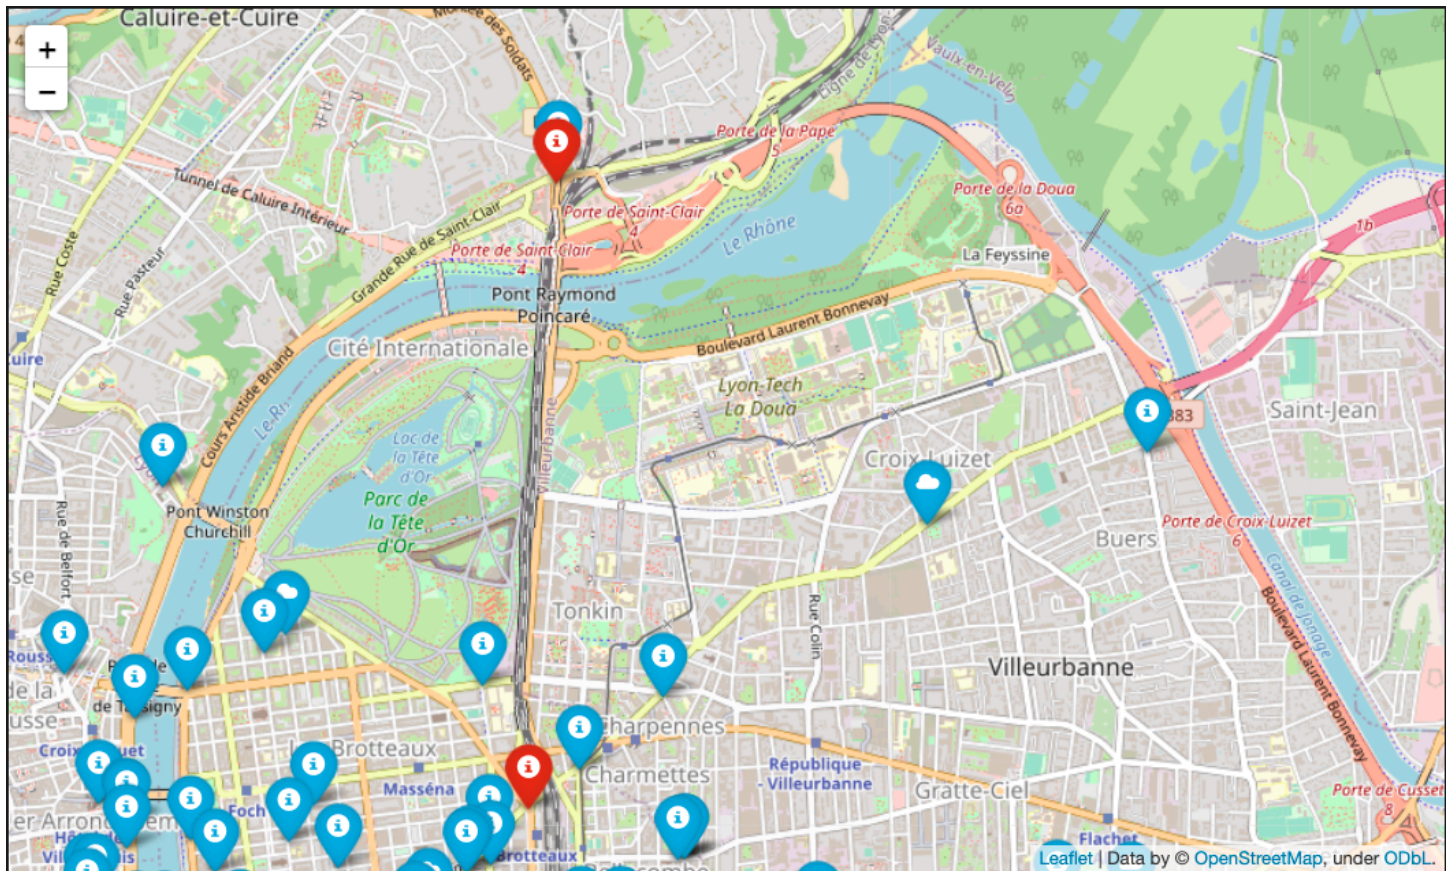 Caluire-et-Cuire
Montée des Soldats
4
+
−
Ligne de Lyon
Vaulx-en-Velin
Porte de la Pape
5
Tunnel de Caluire Intérieur
Porte de la Doua
6a
Porte de Saint-Clair
4
Grande Rue de Saint-Clair
Le Rhône
1b
Rue Coste
Rue Pasteur
Porte de Saint-Clair
4
La Feyssine
Pont Raymond
Poincaré
Boulevard Laurent Bonnevay
Cité Internationale
Cours Aristide Briand
Lyon-Tech
La Doua
Villeurbanne
383
Saint-Jean
Lac de
la Tête
d'Or
Croix-Luizet
Parc de
la Tête
d'Or
Pont Winston
Churchill
Rue de Belfort
Porte de Croix-Luizet
6
Buers
Canal de Jonage
Tonkin
Rue Colin
Boulevard Laurent Bonnevay
Villeurbanne
de Tassigny
Charpennes
Brotteaux
République
- Villeurbanne
Charmettes
Masséna
Gratte-Ciel
Porte de Cusset
8
Foch
Flachet
Brotteaux
Leaflet | Data by © OpenStreetMap, under ODbL.